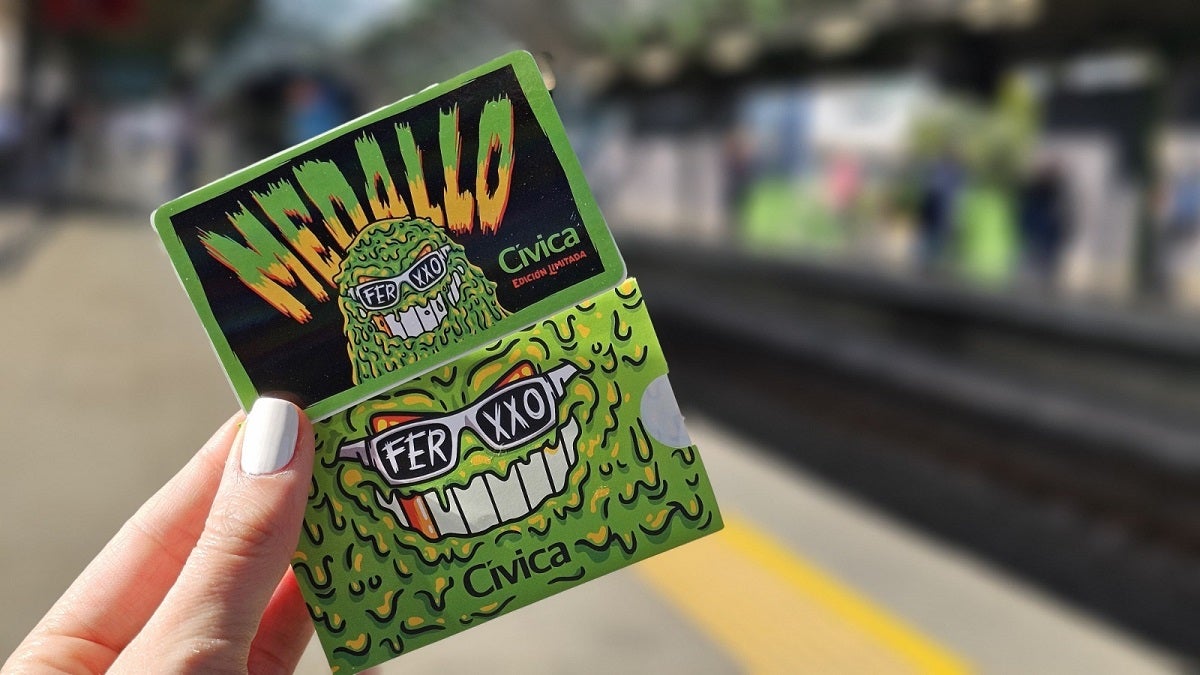 MEDALLO
Cívica
EDICIÓN LIMITADA
FER XXO
FER XXO
Cívica